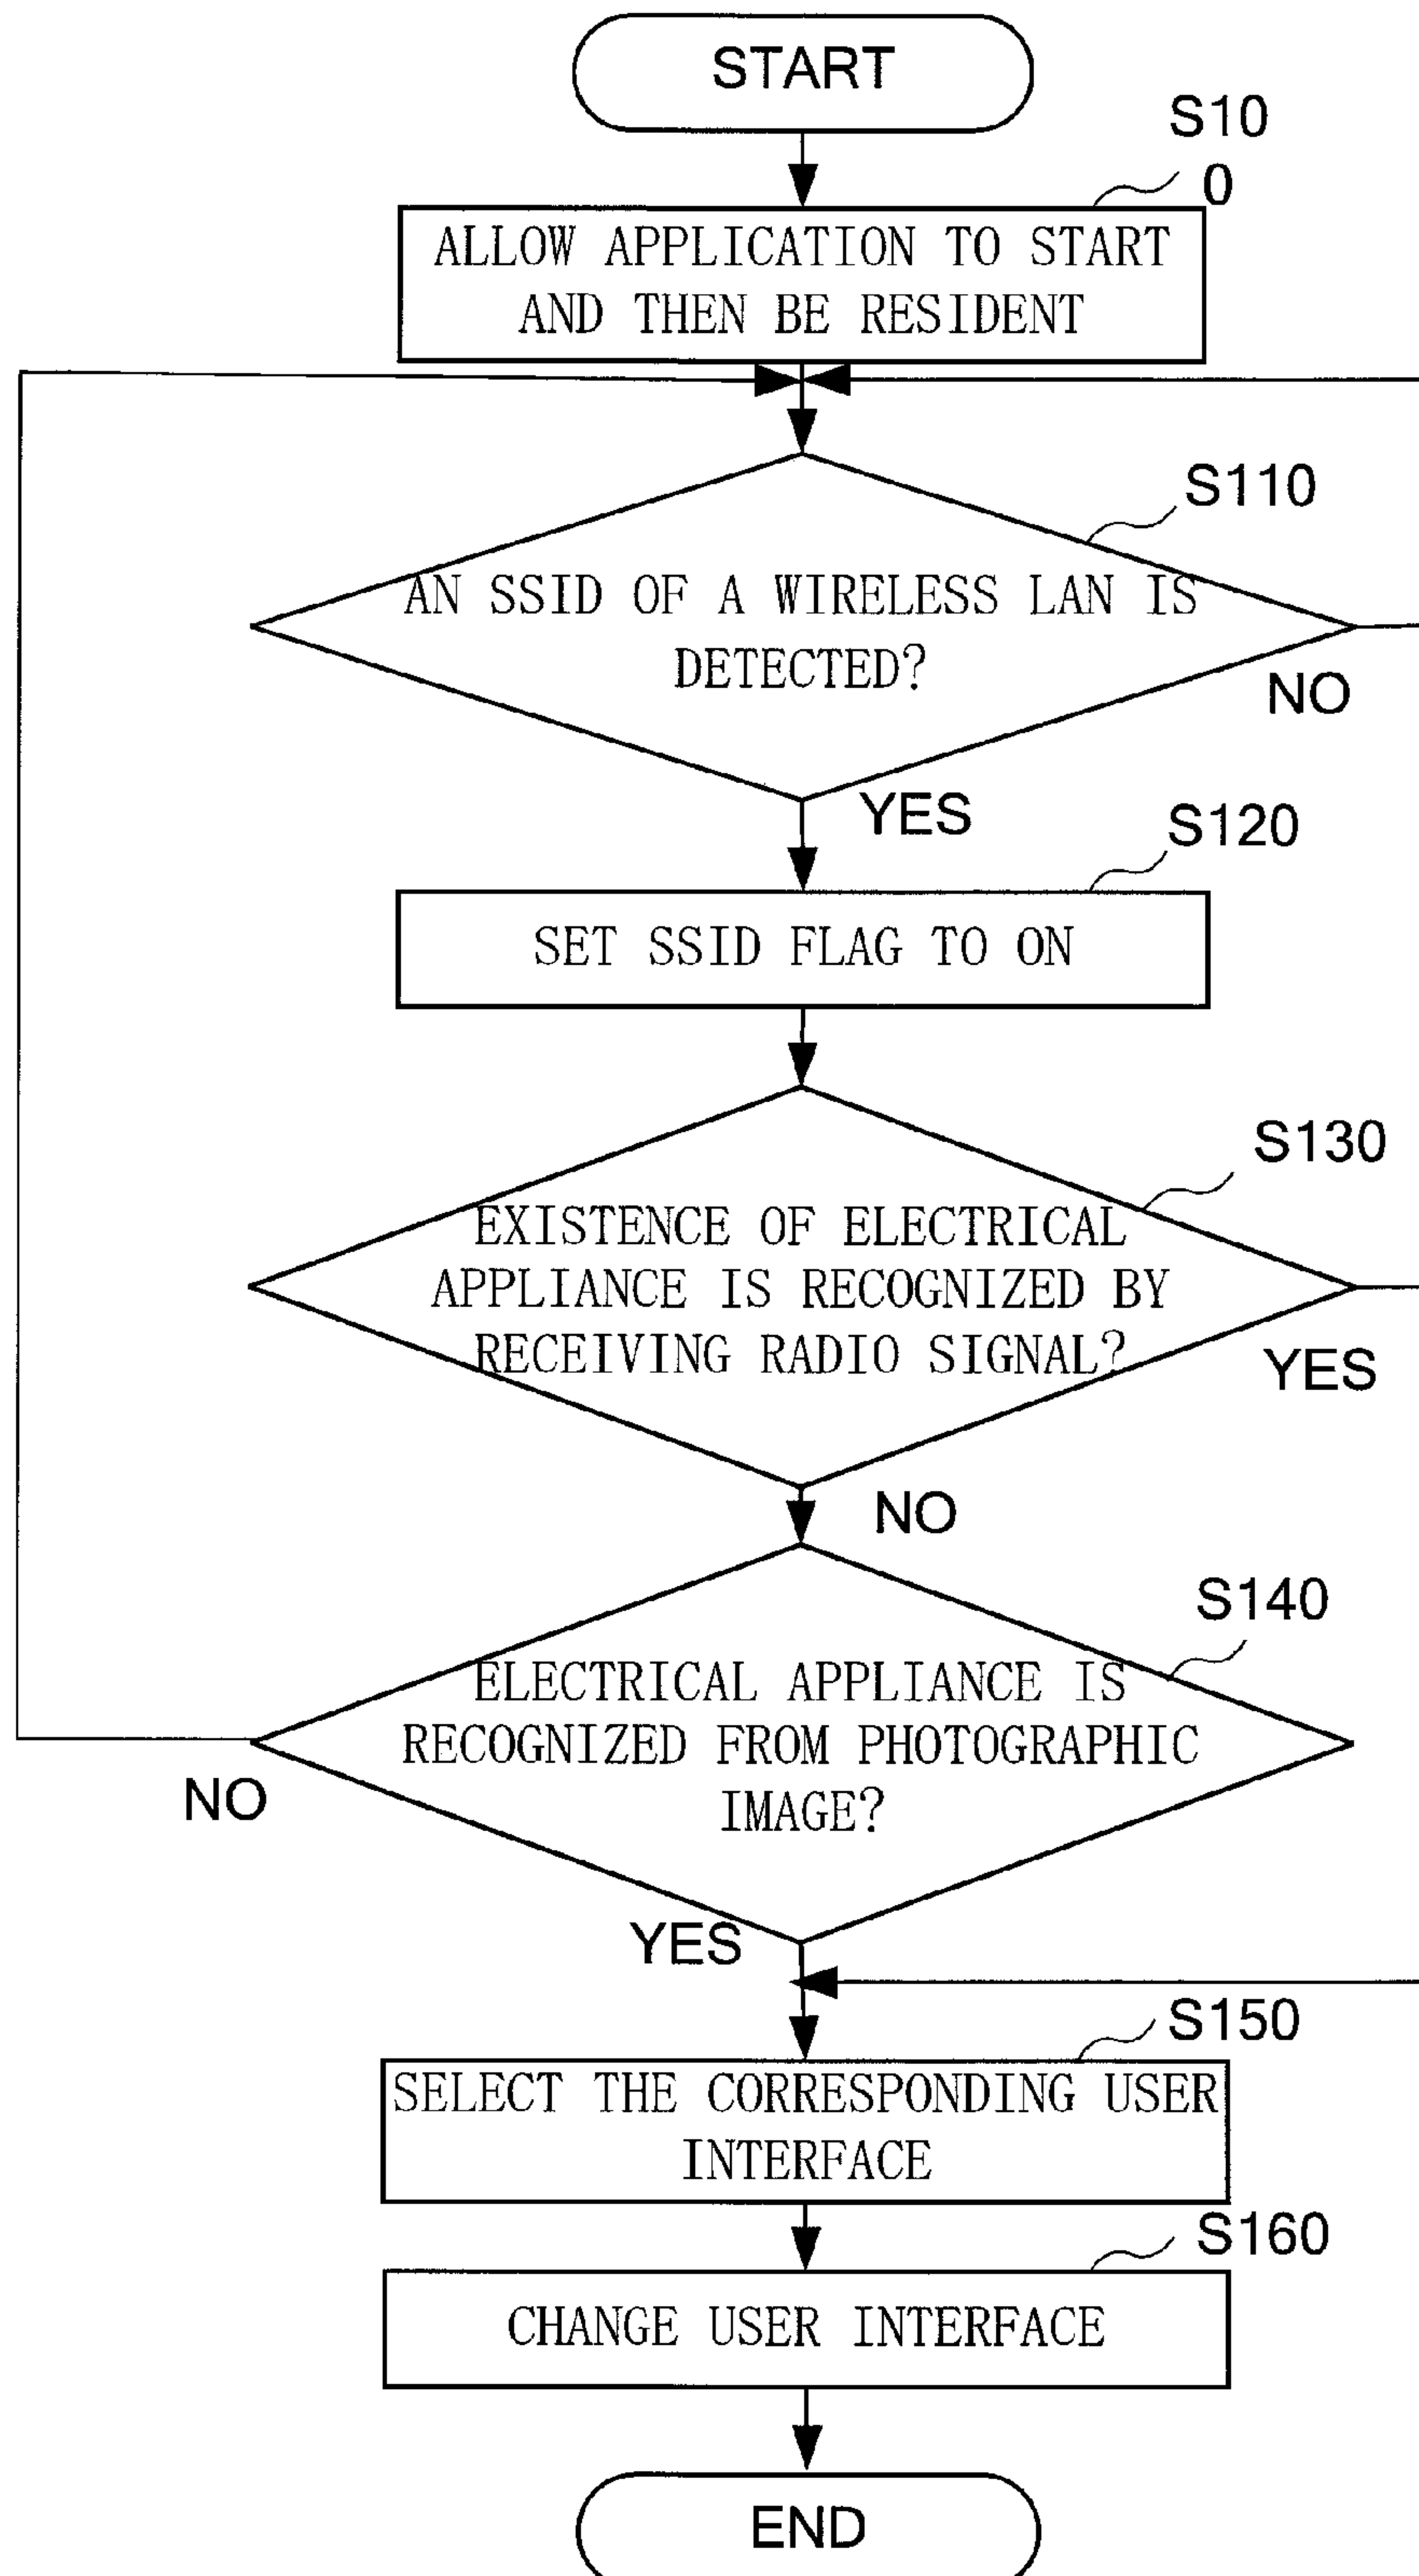 START
S10
0
ALLOW APPLICATION TO START
AND THEN BE RESIDENT
S110
AN SSID OF A WIRELESS LAN IS
DETECTED?
NO
YES
S120
SET SSID FLAG TO ON
S130
EXISTENCE OF ELECTRICAL
APPLIANCE IS RECOGNIZED BY
RECEIVING RADIO SIGNAL?
YES
NO
S140
ELECTRICAL APPLIANCE IS
RECOGNIZED FROM PHOTOGRAPHIC
IMAGE?
NO
YES
S150
SELECT THE CORRESPONDING USER
INTERFACE
S160
CHANGE USER INTERFACE
END